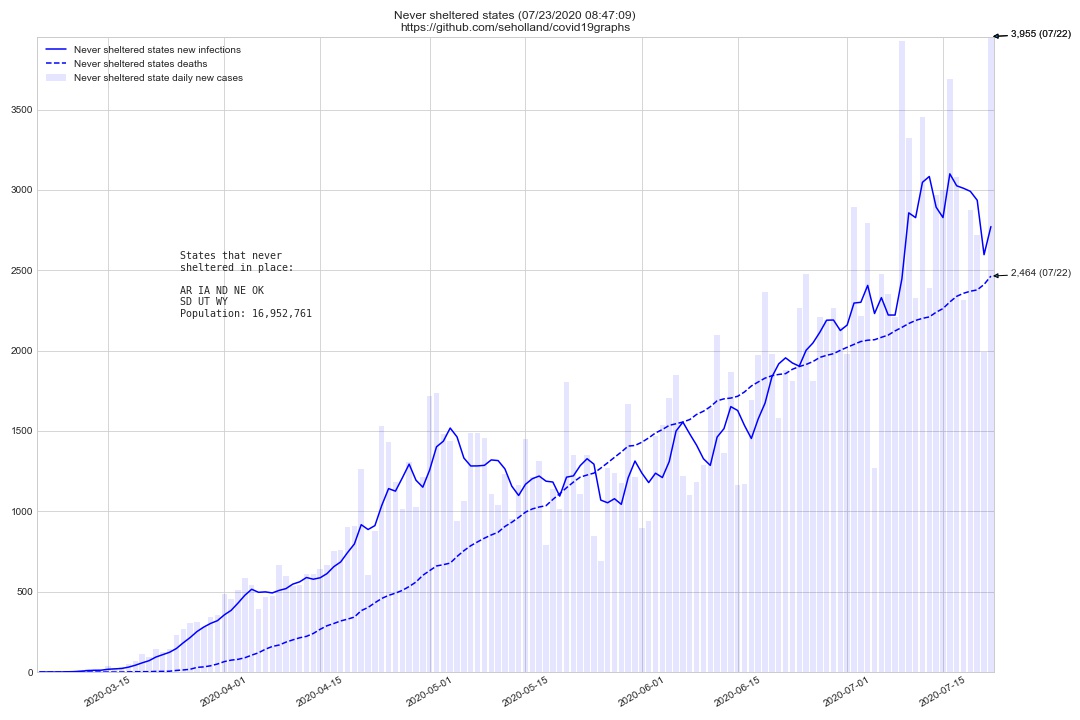 Never sheltered states (07/23/2020 08:47:09)
https://github.com/seholland/covid19graphs
3,955 (07/22)
Never sheltered states new infections
Never sheltered states deaths
Never sheltered state daily new cases
3500
3000
States that never
sheltered in place:
AR IA ND NE OK
SD UT WY
Population: 16,952,761
2500
2,464 (07/22)
2000
1500
1000
500
0
2020-03-15
2020-04-01
2020-04-15
2020-05-01
2020-05-15
2020-06-01
2020-06-15
2020-07-01
2020-07-15